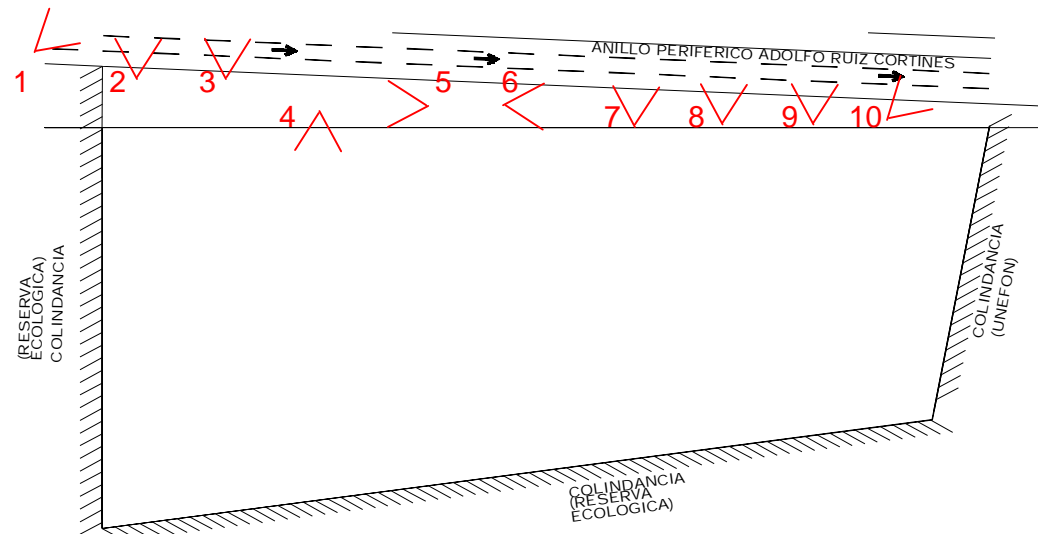 ANILLO PERIFERICO ADOLFO RUIZ CORTINES
1
2
3
4
5
6
7
8
9
10
(RESERVA
ECOLOGICA)
COLINDANCIA
COLINDANCIA
(UNEFON)
COLINDANCIA
(RESERVA
ECOLOGICA)